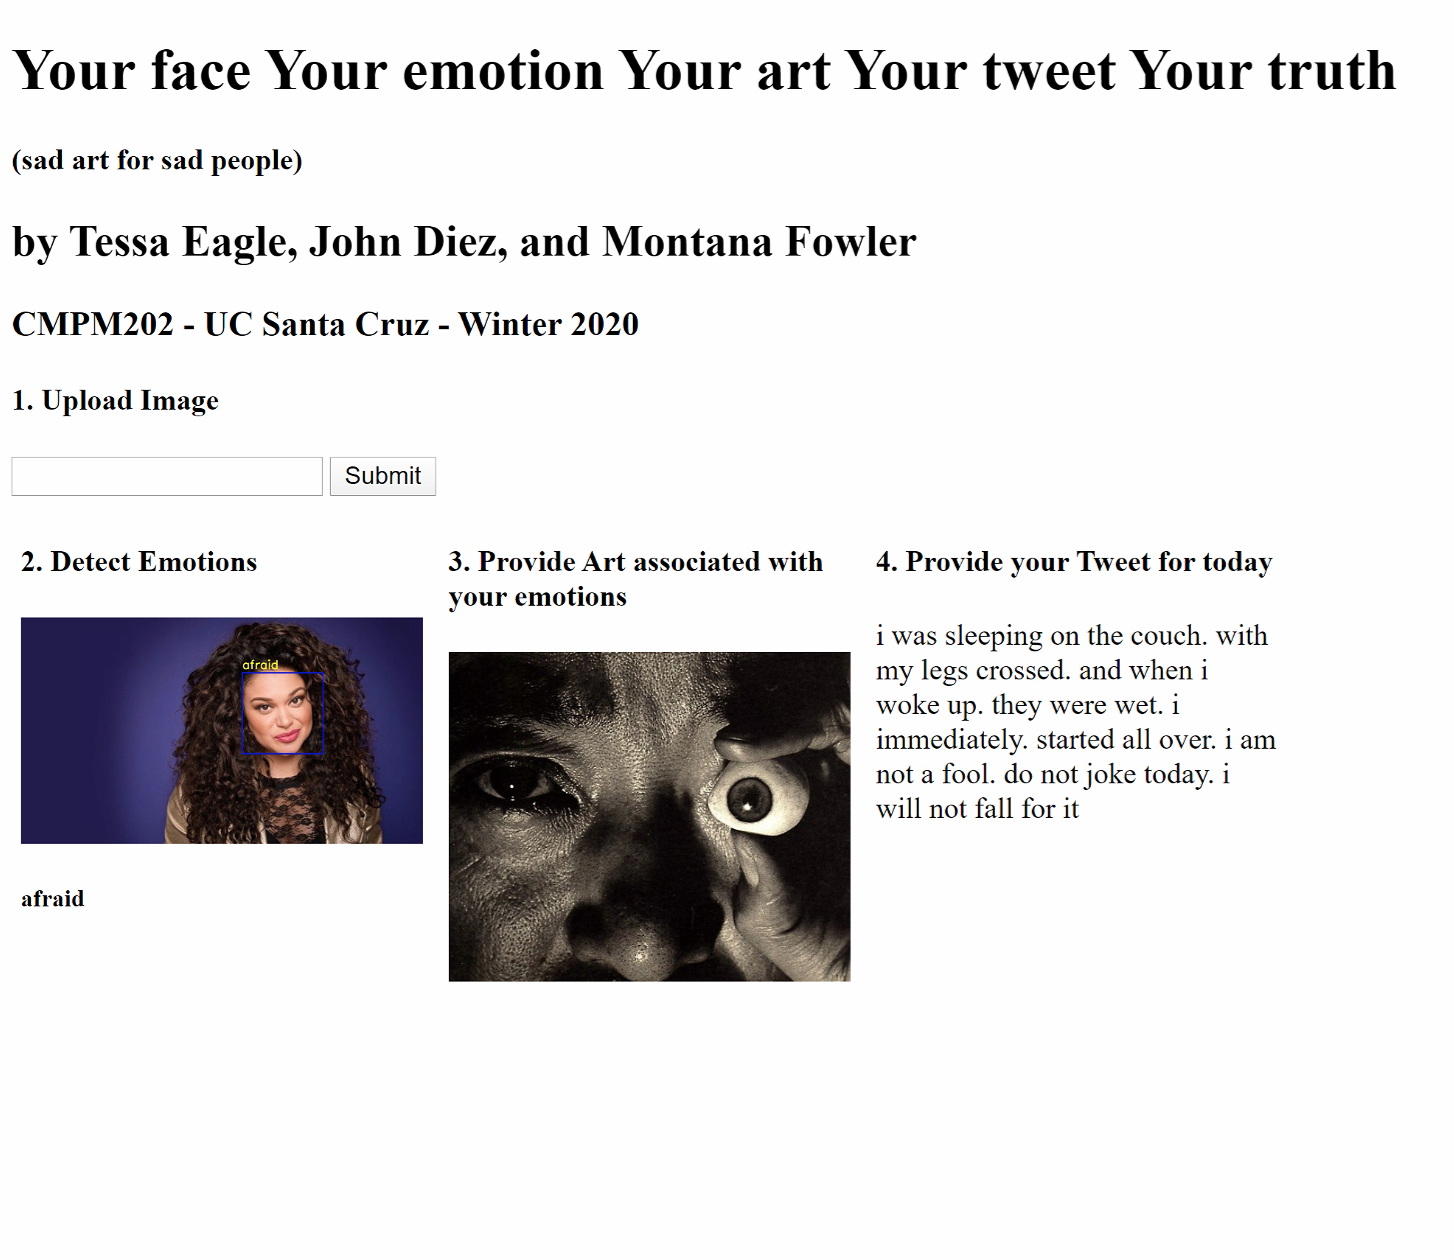 Your face Your emotion Your art Your tweet Your truth
(sad art for sad people)
by Tessa Eagle, John Diez, and Montana Fowler
CMPM202 - UC Santa Cruz - Winter 2020
1. Upload Image
Submit
2. Detect Emotions
afraid
afraid
3. Provide Art associated with
your emotions
4. Provide your Tweet for today
i was sleeping on the couch. with
my legs crossed. and when i
woke up. they were wet. i
immediately. started all over. i am
not a fool. do not joke today. i
will not fall for it